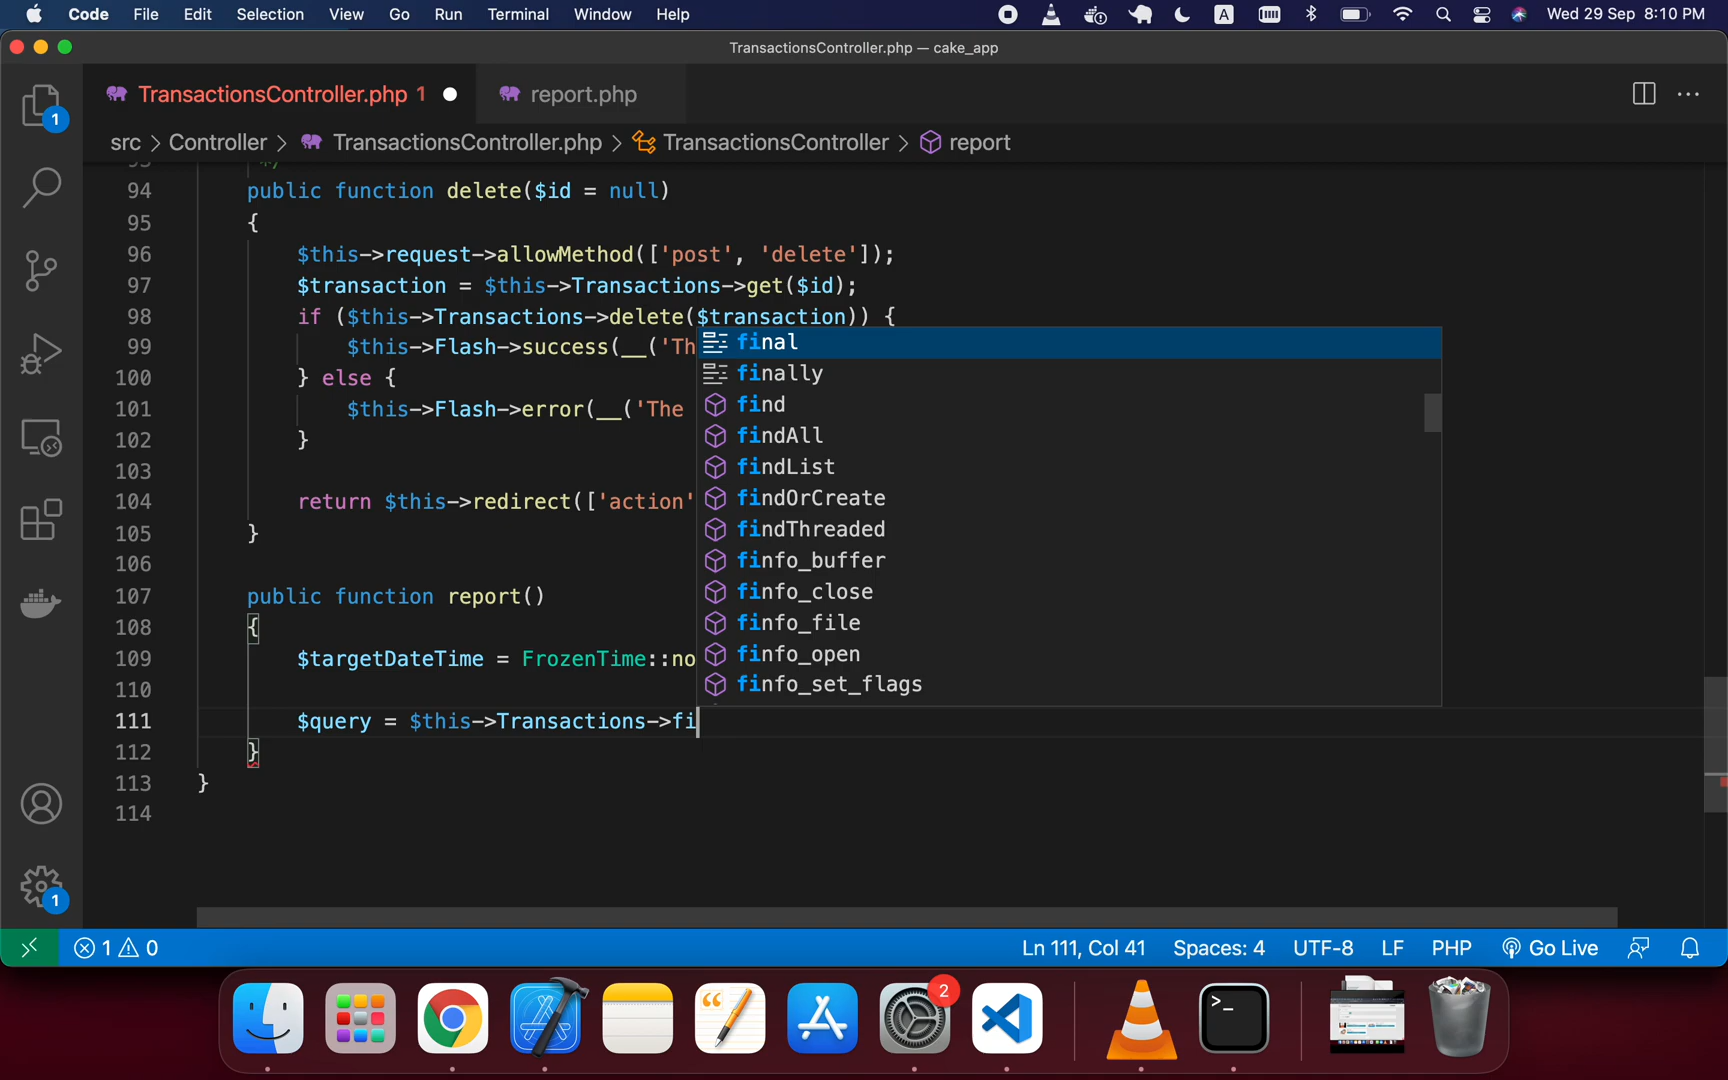 Code File Edit Selection View Go Run Terminal Window Help A Wed 29 Sep 8:10 PM
TransactionsController.php — cake_app
TransactionsController.php 1 report.php
1
src > Controller > TransactionsController.php > TransactionsController > report
94 public function delete($id = null)
95 {
96 $this->request->allowMethod(['post', 'delete']);
97 $transaction = $this->Transactions->get($id);
98 if ($this->Transactions->delete($transaction)) {
99 $this->Flash->success(__('Th
100 } else {
101 $this->Flash->error(__('The
102 }
103
104 return $this->redirect(['action'
105 }
106
107 public function report()
108 {
109 $targetDateTime = FrozenTime::no
110
111 $query = $this->Transactions->fi
112 }
113 }
114
final
finally
find
findAll
findList
findOrCreate
findThreaded
finfo_buffer
finfo_close
finfo_file
finfo_open
finfo_set_flags
1
1 0 Ln 111, Col 41 Spaces: 4 UTF-8 LF PHP Go Live
2